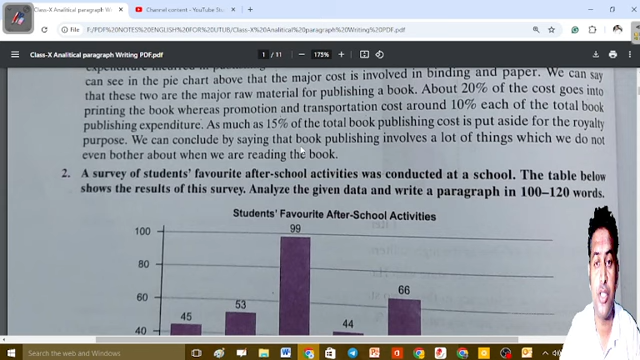 Class-X Analitical paragraph Writing PDF.pdf
Channel content - YouTube Studio
File
F:/PDF%20NOTES%20ENGLISH%20FOR%20UTUB/Class-X%20Analitical%20paragraph%20Writing%20PDF.pdf
Class-X Analitical paragraph Writing PDF.pdf
1 / 11
175%
can see in the pie chart above that the major cost is involved in binding and paper. We can say
that these two are the major raw material for publishing a book. About 20% of the cost goes into
printing the book whereas promotion and transportation cost around 10% each of the total book
publishing expenditure. As much as 15% of the total book publishing cost is put aside for the royalty
purpose. We can conclude by saying that book publishing involves a lot of things which we do not
even bother about when we are reading the book.
2. A survey of students' favourite after-school activities was conducted at a school. The table below
shows the results of this survey. Analyze the given data and write a paragraph in 100–120 words.
Students' Favourite After-School Activities
100
99
80
66
60
53
45
44
40
Search the Web and Windows